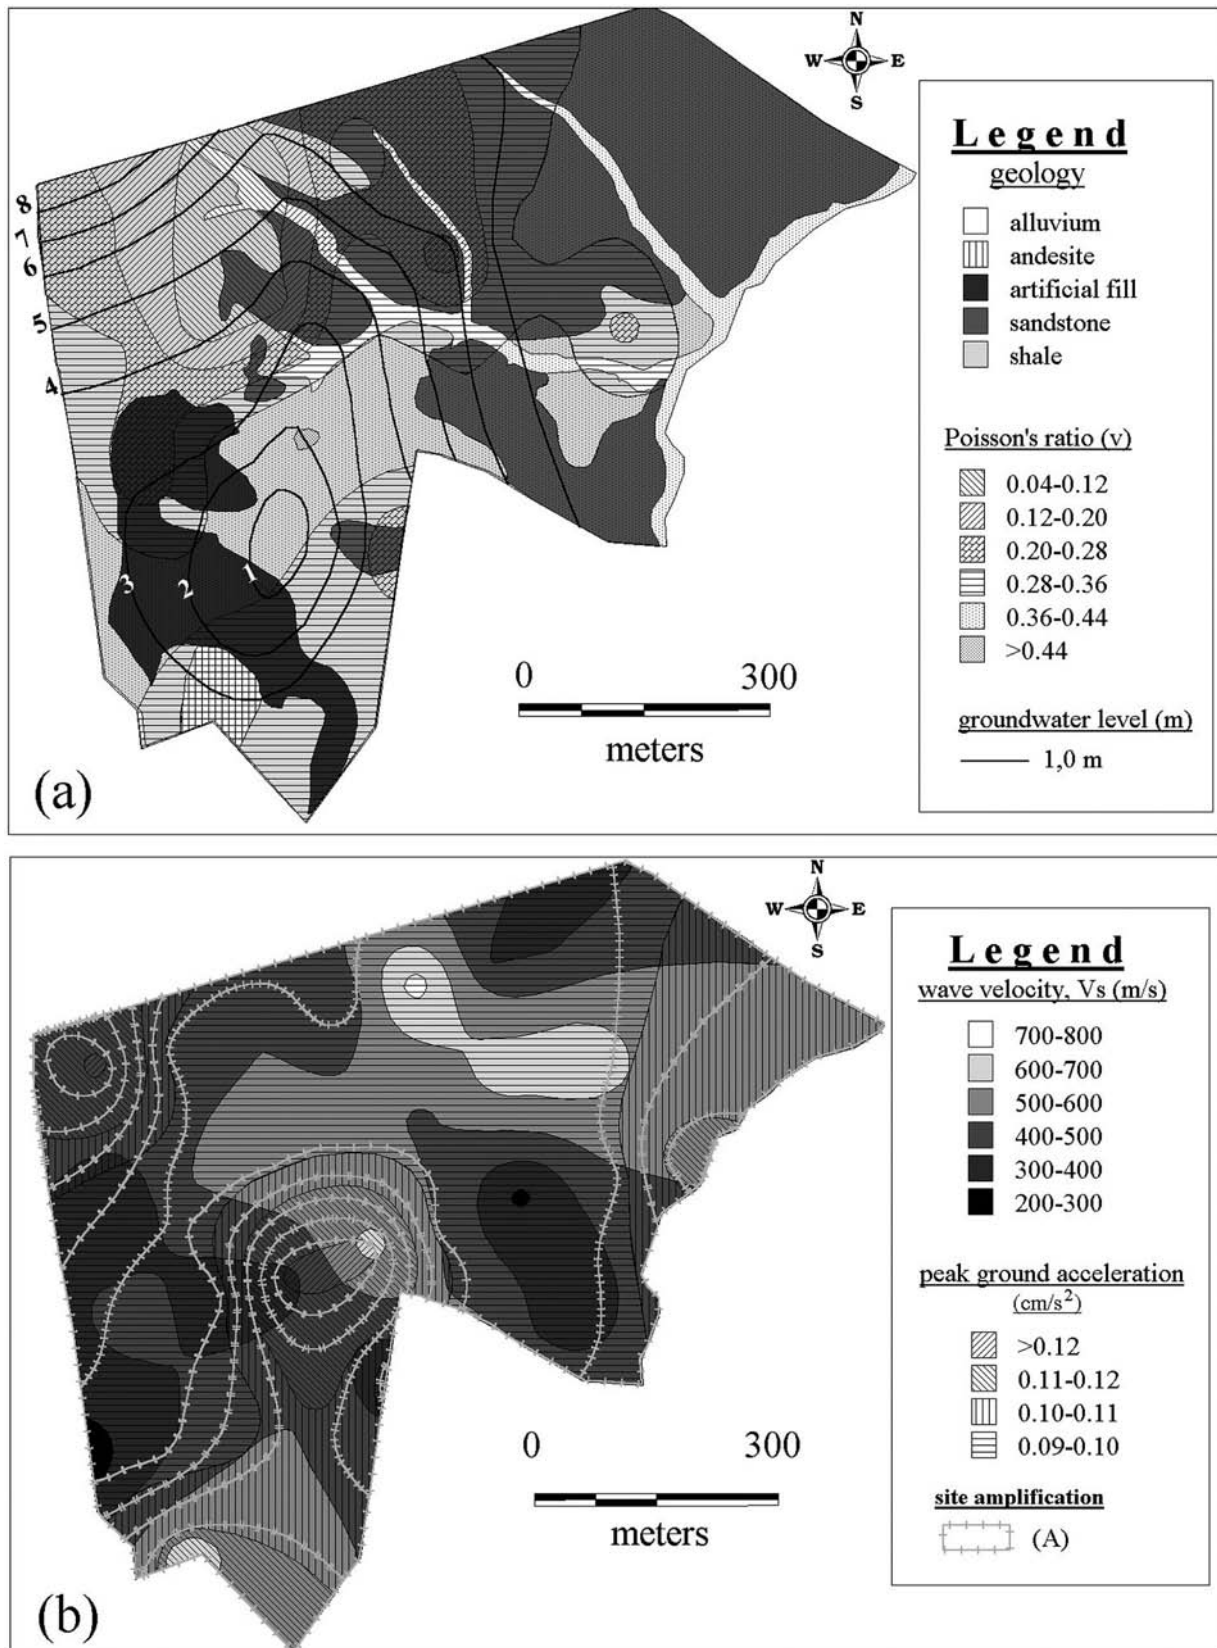 N
W E
S
Legend
geology
alluvium
andesite
artificial fill
sandstone
shale
Poisson's ratio (v)
0.04-0.12
0.12-0.20
0.20-0.28
0.28-0.36
0.36-0.44
>0.44
groundwater level (m)
1,0 m
8
7
6
5
4
3 2 1
0 300
meters
(a)
N
W E
S
Legend
wave velocity, Vs (m/s)
700-800
600-700
500-600
400-500
300-400
200-300
peak ground acceleration
(cm/s²)
>0.12
0.11-0.12
0.10-0.11
0.09-0.10
site amplification
(A)
0 300
meters
(b)